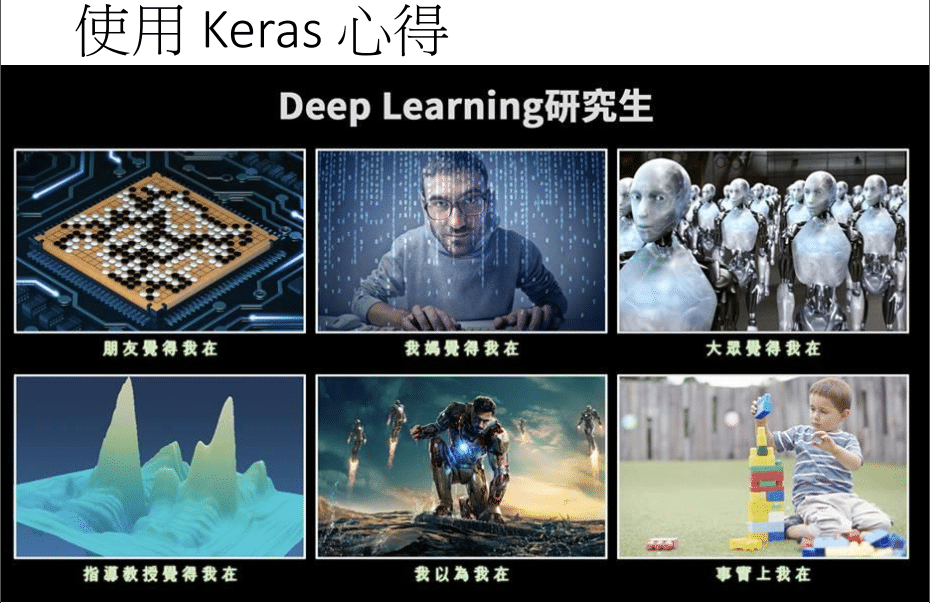 使用 Keras 心得
Deep Learning研究生
朋友覺得我在
我媽覺得我在
大眾覺得我在
指導教授覺得我在
我以為我在
事實上我在